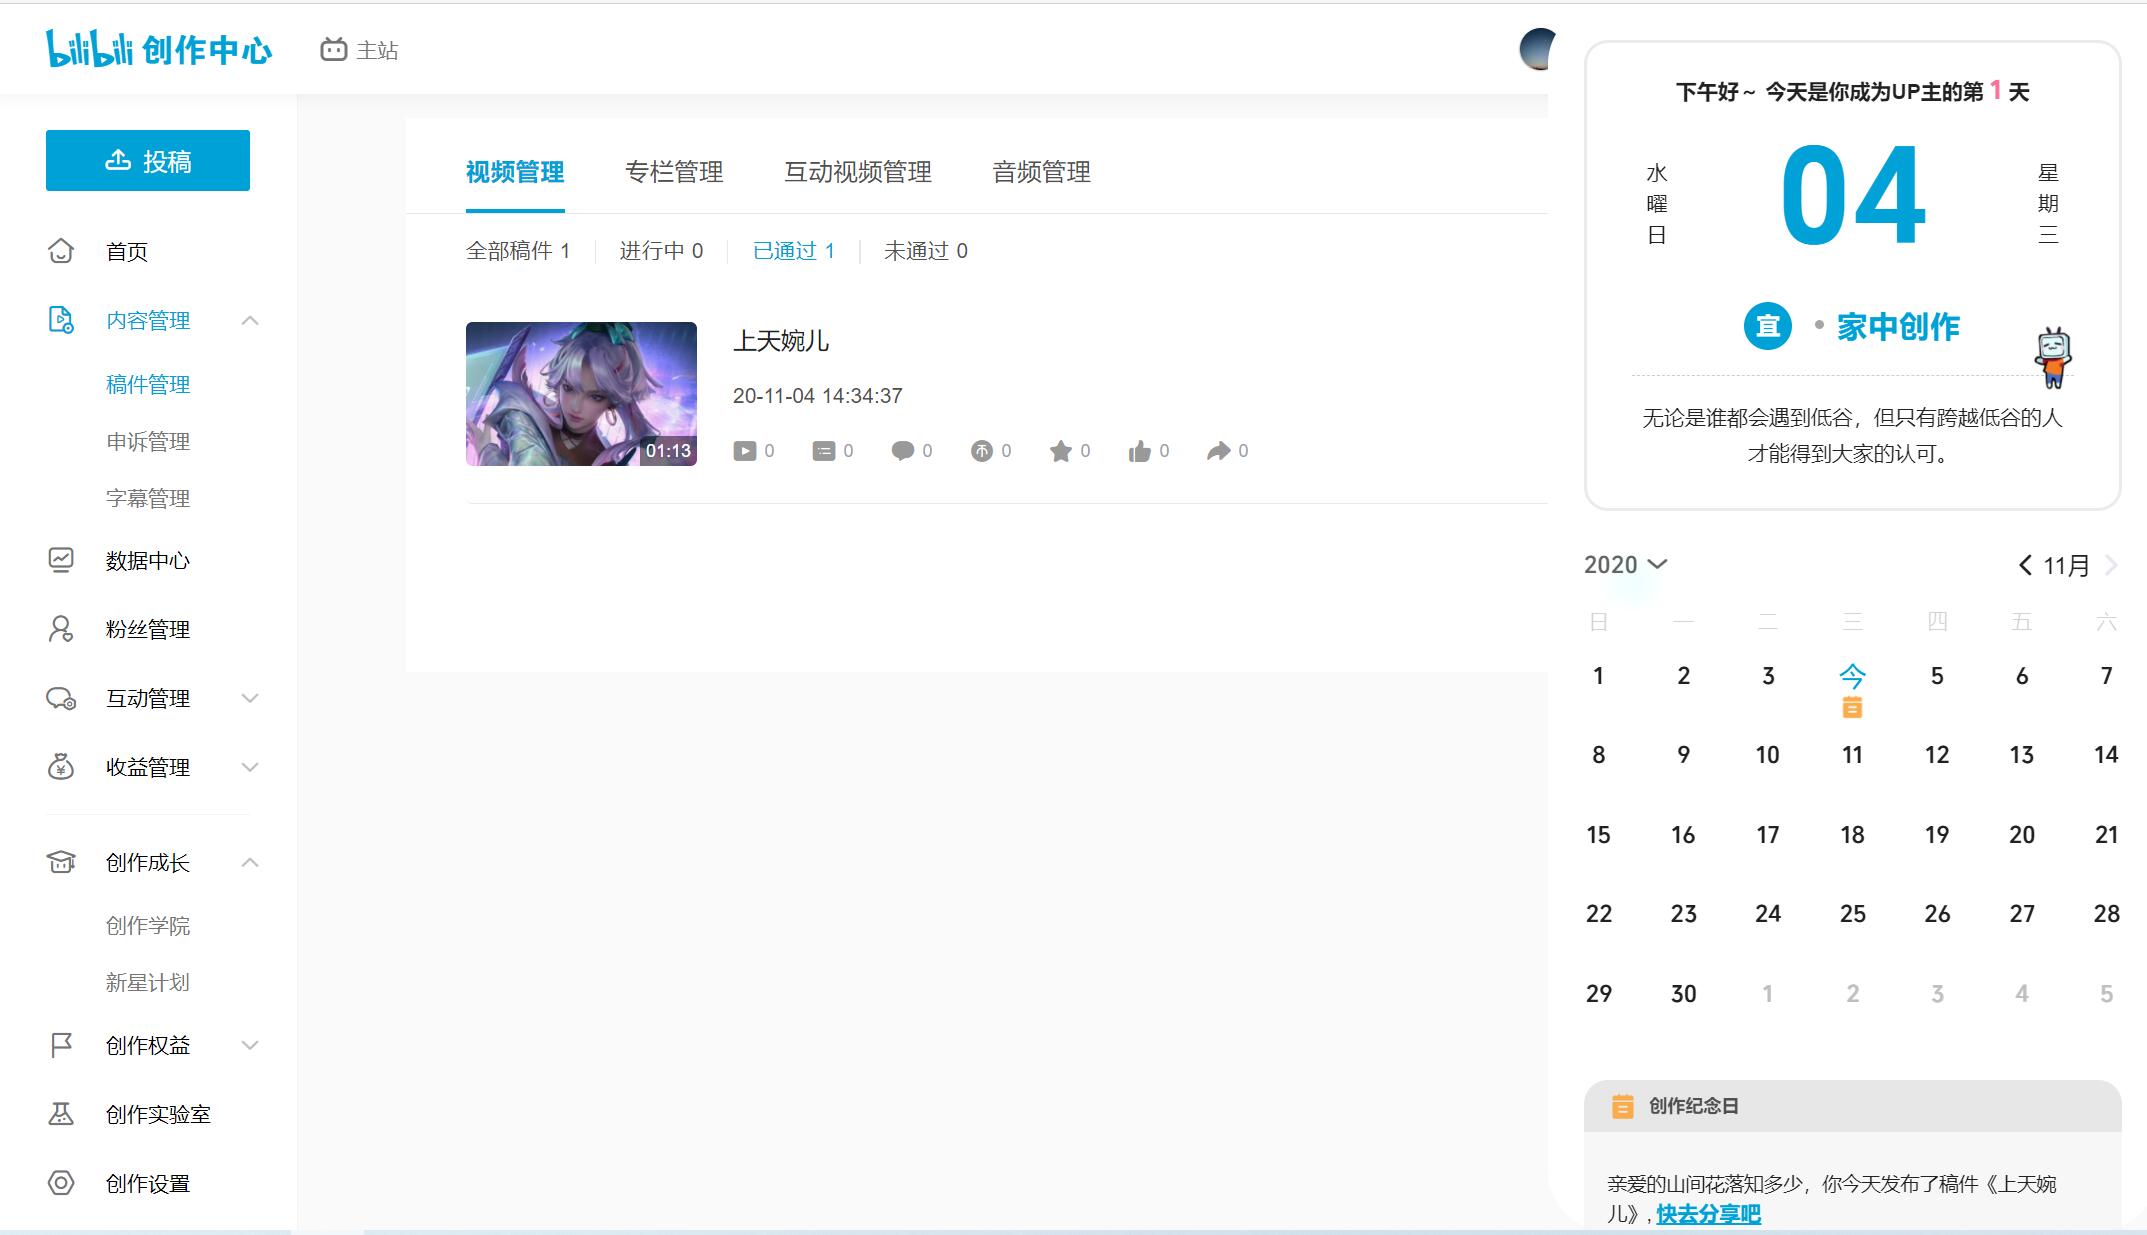 bilibili 创作中心
主站
投稿
首页
内容管理
稿件管理
申诉管理
字幕管理
数据中心
粉丝管理
互动管理
收益管理
创作成长
创作学院
新星计划
创作权益
创作实验室
创作设置
视频管理 专栏管理 互动视频管理 音频管理
全部稿件 1 进行中 0 已通过 1 未通过 0
上天婉儿
01:13
20-11-04 14:34:37
0 0 0 0 0 0 0
下午好~ 今天是你成为UP主的第 1 天
水曜日
04
星期三
宜 • 家中创作
无论是谁都会遇到低谷，但只有跨越低谷的人
才能得到大家的认可。
2020 11月
日 一 二 三 四 五 六
1 2 3 今 5 6 7
8 9 10 11 12 13 14
15 16 17 18 19 20 21
22 23 24 25 26 27 28
29 30 1 2 3 4 5
创作纪念日
亲爱的山间花落知多少，你今天发布了稿件《上天婉
儿》, 快去分享吧